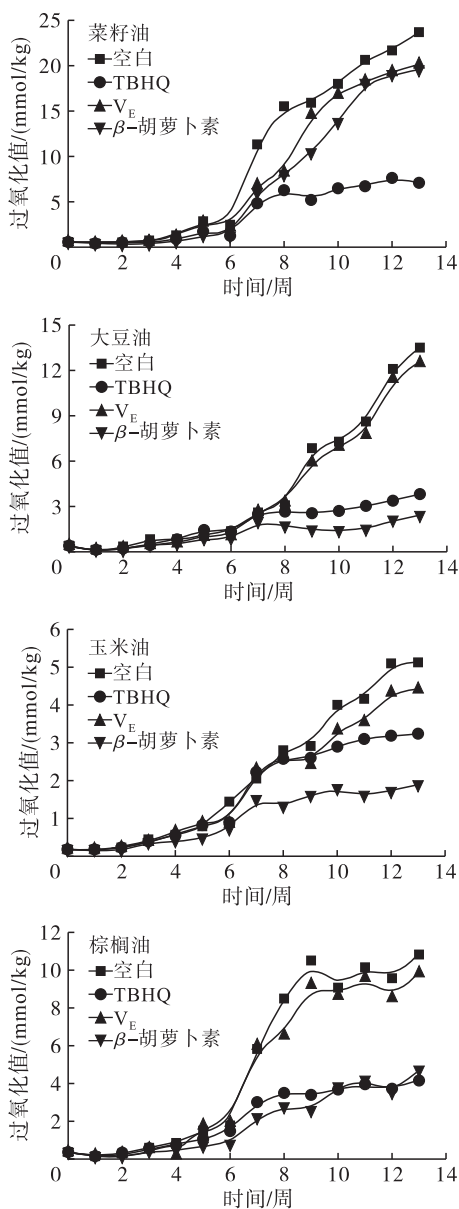 过氧化值/(mmol/kg)
25
20
15
10
5
0
菜籽油
空白
TBHQ
VE
β-胡萝卜素
2 4 6 8 10 12 14
时间/周
过氧化值/(mmol/kg)
15
12
9
6
3
0
大豆油
空白
TBHQ
VE
β-胡萝卜素
2 4 6 8 10 12 14
时间/周
过氧化值/(mmol/kg)
6
5
4
3
2
1
0
玉米油
空白
TBHQ
VE
β-胡萝卜素
2 4 6 8 10 12 14
时间/周
过氧化值/(mmol/kg)
12
10
8
6
4
2
0
棕榈油
空白
TBHQ
VE
β-胡萝卜素
2 4 6 8 10 12 14
时间/周